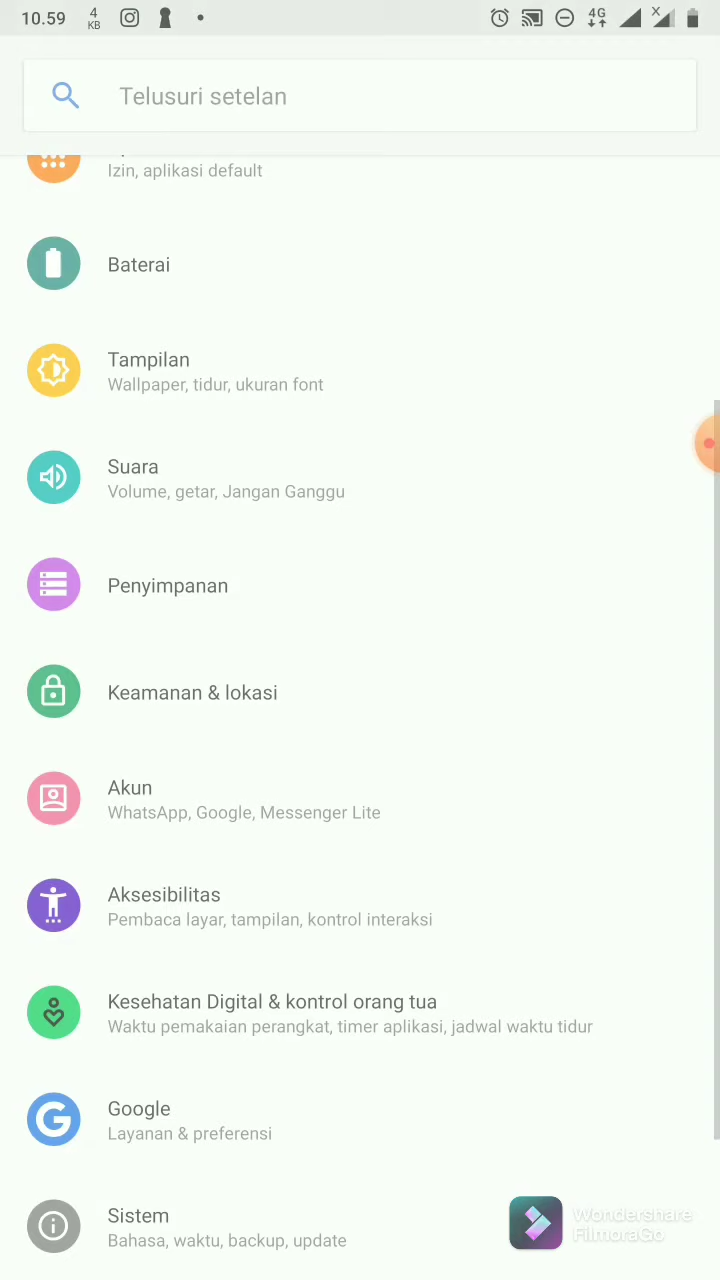 10.59
4
KB
4G
Telusuri setelan
Izin, aplikasi default
Baterai
Tampilan
Wallpaper, tidur, ukuran font
Suara
Volume, getar, Jangan Ganggu
Penyimpanan
Keamanan & lokasi
Akun
WhatsApp, Google, Messenger Lite
Aksesibilitas
Pembaca layar, tampilan, kontrol interaksi
Kesehatan Digital & kontrol orang tua
Waktu pemakaian perangkat, timer aplikasi, jadwal waktu tidur
Google
Layanan & preferensi
Sistem
Bahasa, waktu, backup, update
Wondershare
FilmoraGo